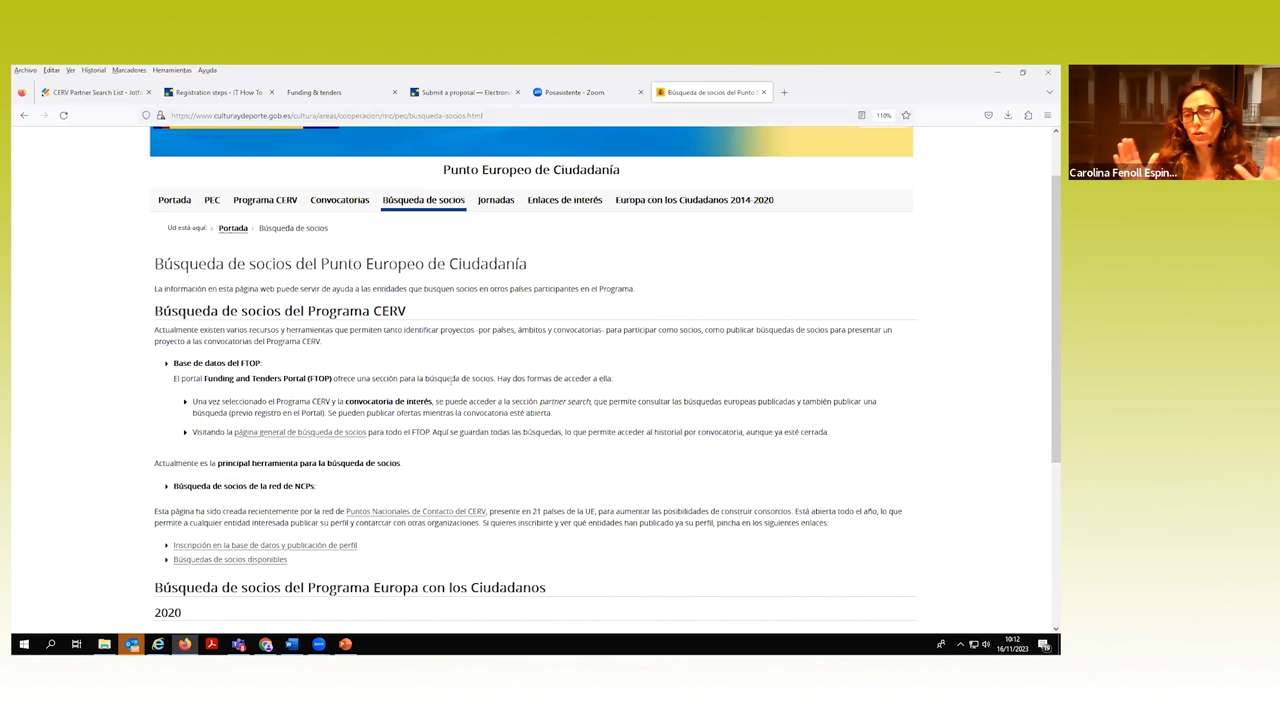 Archivo Editar Ver Historial Marcadores Herramientas Ayuda
CERV Partner Search List - Jotfo Registration steps - IT How To - Funding & tenders Submit a proposal — Electroni Posasistente - Zoom Búsqueda de socios del Punto E
https://www.culturaydeporte.gob.es/cultura/areas/cooperacion/mc/pec/busqueda-socios.html 110%
Punto Europeo de Ciudadanía
Portada PEC Programa CERV Convocatorias Búsqueda de socios Jornadas Enlaces de interés Europa con los Ciudadanos 2014-2020
Ud está aquí: Portada Búsqueda de socios
Búsqueda de socios del Punto Europeo de Ciudadanía
La información en esta página web puede servir de ayuda a las entidades que busquen socios en otros países participantes en el Programa.
Búsqueda de socios del Programa CERV
Actualmente existen varios recursos y herramientas que permiten tanto identificar proyectos -por países, ámbitos y convocatorias- para participar como socios, como publicar búsquedas de socios para presentar un
proyecto a las convocatorias del Programa CERV.
Base de datos del FTOP:
El portal Funding and Tenders Portal (FTOP) ofrece una sección para la búsqueda de socios. Hay dos formas de acceder a ella:
Una vez seleccionado el Programa CERV y la convocatoria de interés, se puede acceder a la sección partner search, que permite consultar las búsquedas europeas publicadas y también publicar una
búsqueda (previo registro en el Portal). Se pueden publicar ofertas mientras la convocatoria esté abierta.
Visitando la página general de búsqueda de socios para todo el FTOP. Aquí se guardan todas las búsquedas, lo que permite acceder al historial por convocatoria, aunque ya esté cerrada.
Actualmente es la principal herramienta para la búsqueda de socios.
Búsqueda de socios de la red de NCPs:
Esta página ha sido creada recientemente por la red de Puntos Nacionales de Contacto del CERV, presente en 21 países de la UE, para aumentar las posibilidades de construir consorcios. Está abierta todo el año, lo que
permite a cualquier entidad interesada publicar su perfil y contarctar con otras organizaciones. Si quieres inscribirte y ver qué entidades han publicado ya su perfil, pincha en los siguientes enlaces:
Inscripción en la base de datos y publicación de perfil
Búsquedas de socios disponibles
Búsqueda de socios del Programa Europa con los Ciudadanos
2020
10:12
16/11/2023
Carolina Fenoll Espin...